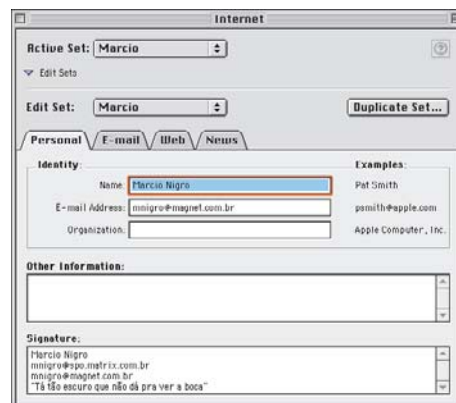 Internet
Active Set: Marcio
Edit Sets
Edit Set: Marcio
Duplicate Set...
Personal E-mail Web News
Identity: Examples:
Name: Marcio Nigro Pat Smith
E-mail Address: mnigro@magnet.com.br psmith@apple.com
Organization: Apple Computer, Inc.
Other Information:
Signature:
Marcio Nigro
mnigro@spo.matrix.com.br
mnigro@magnet.com.br
"Tá tão escuro que não dá pra ver a boca"